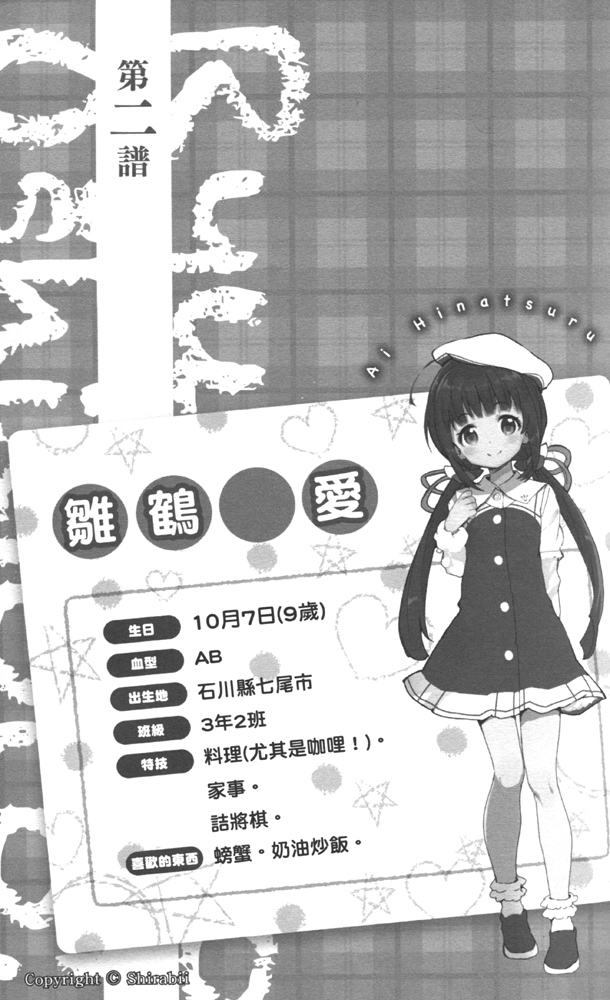 第二譜
Ai Hinatsuru
雛鶴 愛
生日 10月7日(9歲)
血型 AB
出生地 石川縣七尾市
班級 3年2班
特技 料理(尤其是咖哩！)。
家事。
詰將棋。
喜歡的東西 螃蟹。奶油炒飯。
Copyright © Shirabii